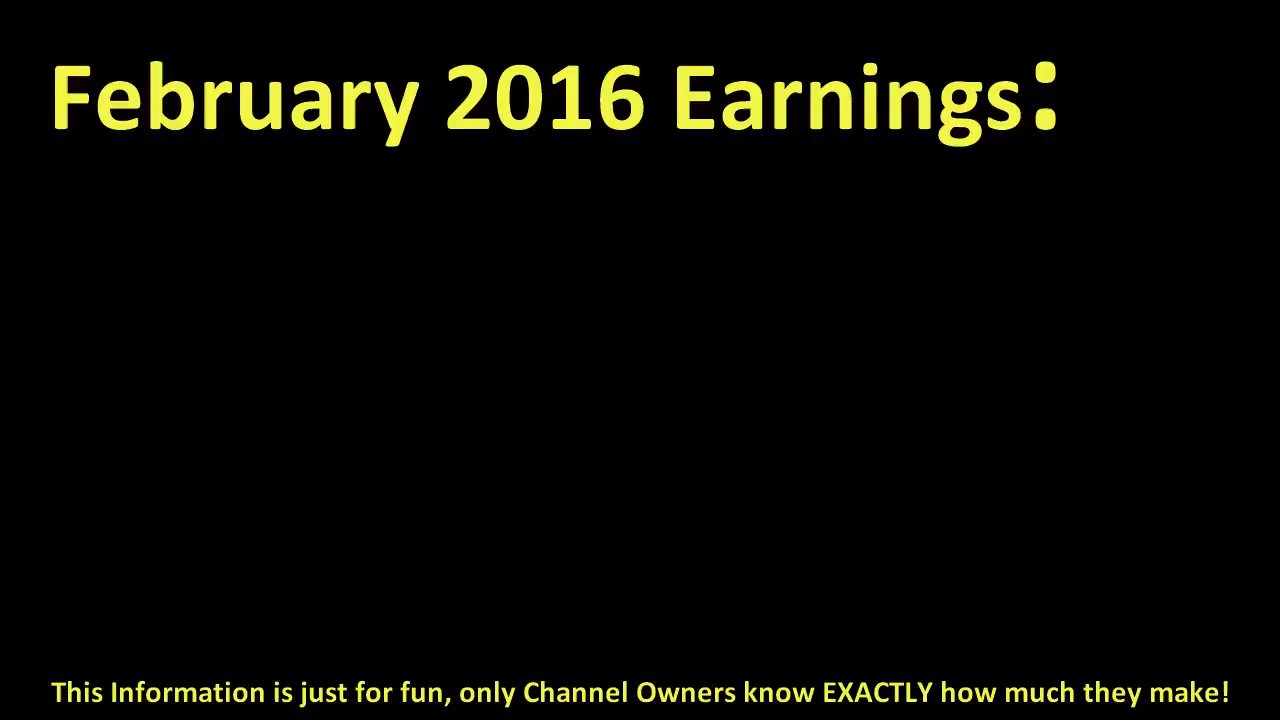 February 2016 Earnings:
This Information is just for fun, only Channel Owners know EXACTLY how much they make!